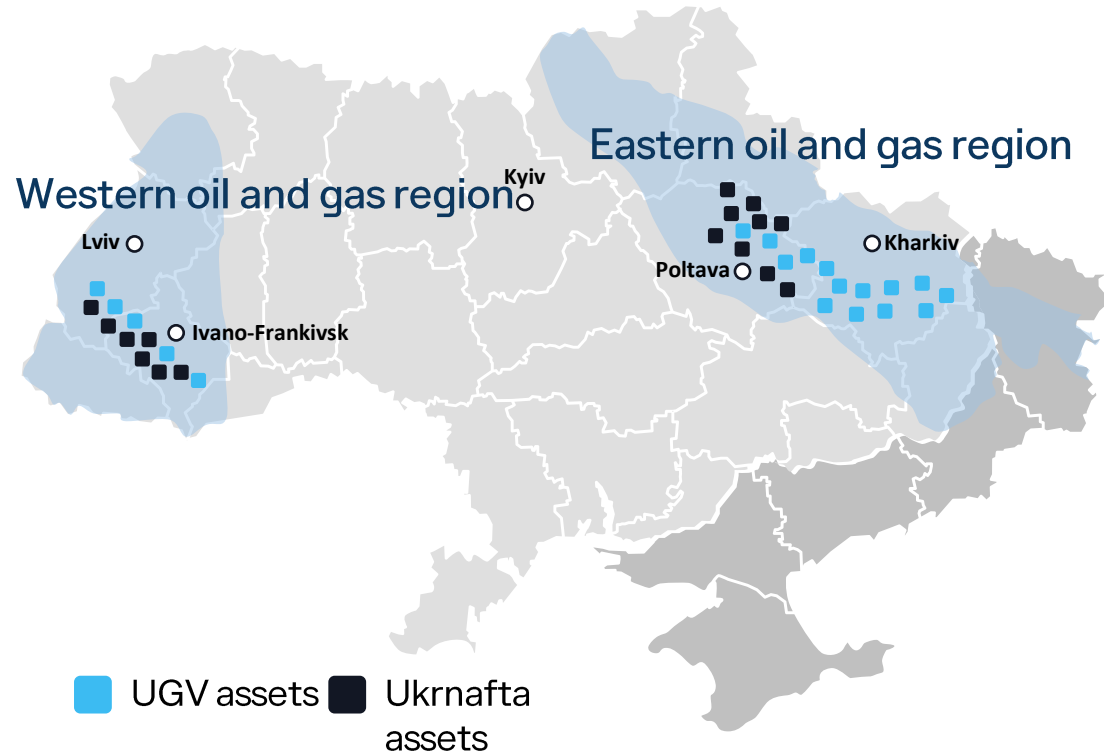 Eastern oil and gas region
Kyiv
Western oil and gas region
Lviv
Kharkiv
Poltava
Ivano-Frankivsk
UGV assets
Ukrnafta
assets